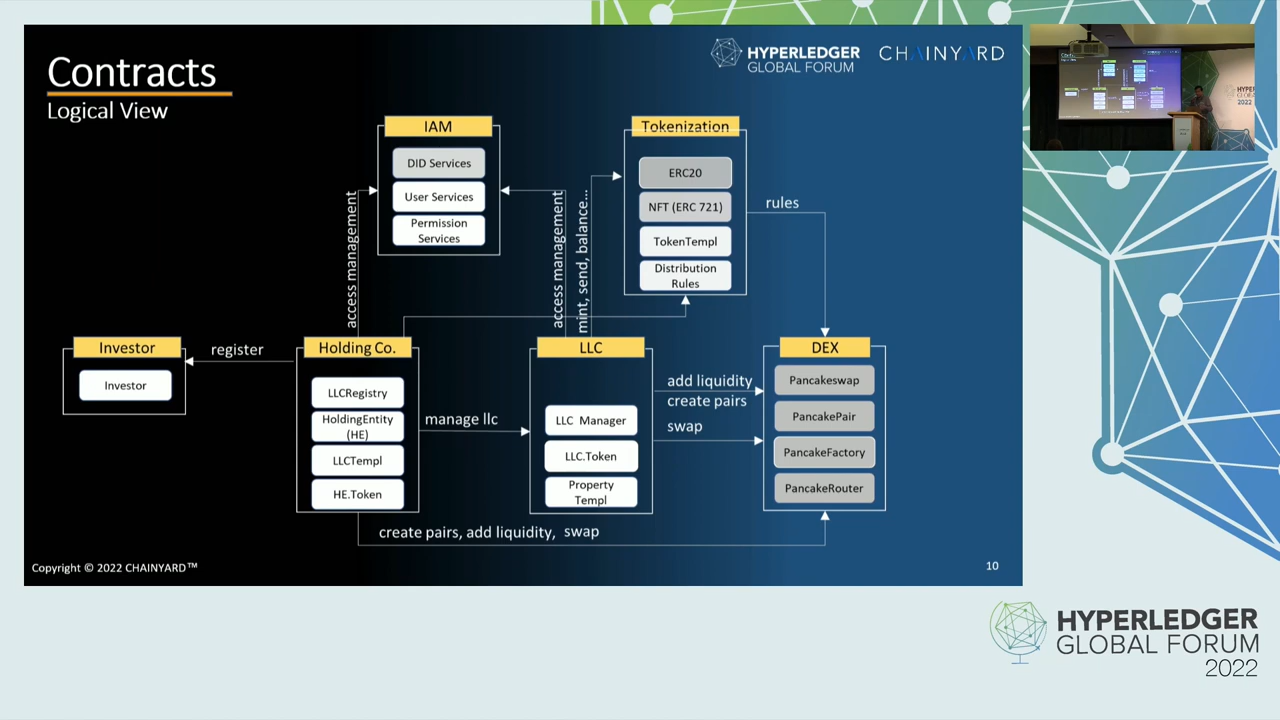 Contracts
Logical View
HYPERLEDGER
GLOBAL FORUM
CHAINYARD
IAM
DID Services
User Services
Permission
Services
Tokenization
ERC20
NFT (ERC 721)
TokenTempl
Distribution
Rules
rules
access management
access management
mint, send, balance...
Investor
Investor
register
Holding Co.
LLCRegistry
HoldingEntity
(HE)
LLCTempl
HE.Token
manage llc
LLC
LLC Manager
LLC.Token
Property
Templ
add liquidity
create pairs
swap
DEX
Pancakeswap
PancakePair
PancakeFactory
PancakeRouter
create pairs, add liquidity, swap
Copyright © 2022 CHAINYARD™
10
HYPERLEDGER
GLOBAL FORUM
2022